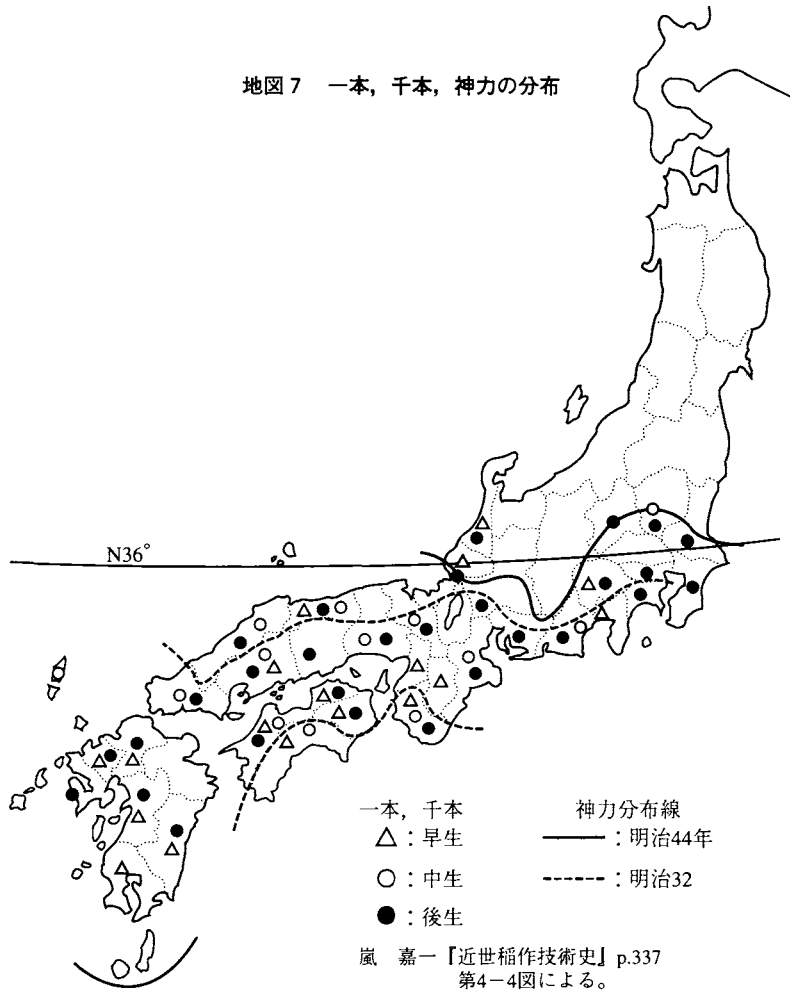 地図7 一本，千本，神力の分布
N36°
一本，千本
△：早生
○：中生
●：後生
神力分布線
：明治44年
：明治32
嵐 嘉一『近世稲作技術史』p.337
第4−4図による。